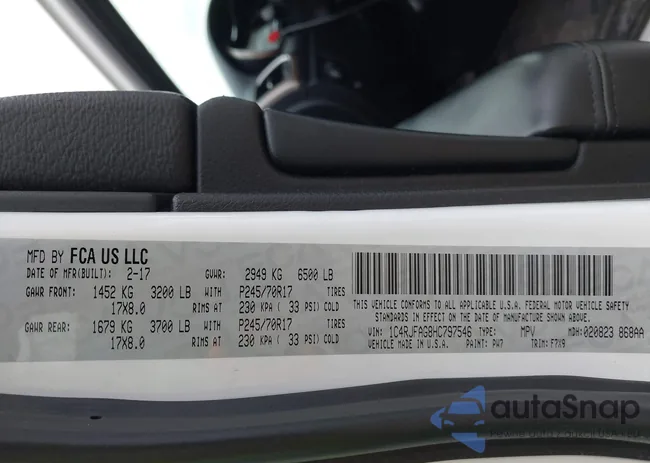 MFD BY FCA US LLC
DATE OF MFR(BUILT): 2-17 GVWR: 2949 KG 6500 LB
GAWR FRONT: 1452 KG 3200 LB WITH P245/70R17 TIRES
17X8.0 RIMS AT 230 KPA ( 33 PSI) COLD
GAWR REAR: 1679 KG 3700 LB WITH P245/70R17 TIRES
17X8.0 RIMS AT 230 KPA ( 33 PSI) COLD
THIS VEHICLE CONFORMS TO ALL APPLICABLE U.S.A. FEDERAL MOTOR VEHICLE SAFETY
STANDARDS IN EFFECT ON THE DATE OF MANUFACTURE SHOWN ABOVE.
VIN: 1C4RJFAG8HC797546 MPV MDH: 020823 868AA
VEHICLE MADE IN U.S.A. PAINT: PW7 TRIM: F7X9
autoSnap